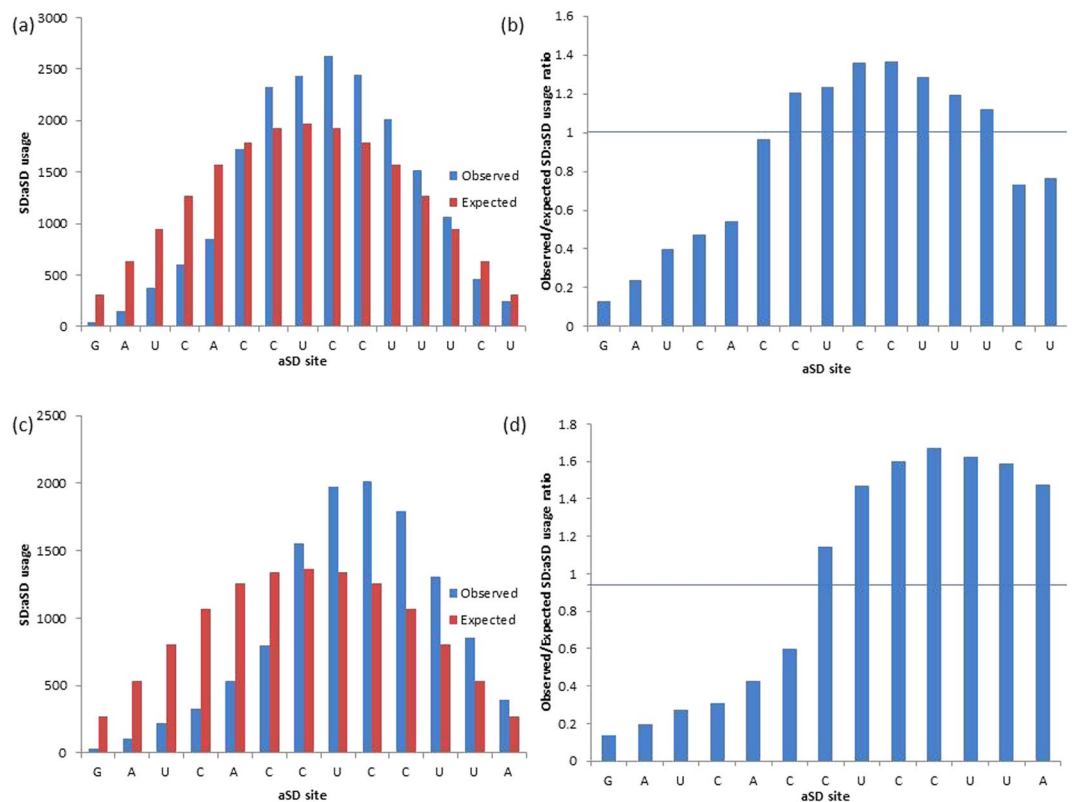 (a)
3000
2500
2000
1500
1000
500
0
SD:aSD usage
Observed
Expected
G A U C A C C U C C U U U C U
aSD site
(b)
1.6
1.4
1.2
1
0.8
0.6
0.4
0.2
0
Observed/expected SD:aSD usage ratio
G A U C A C C U C C U U U C U
aSD site
(c)
2500
2000
1500
1000
500
0
SD:aSD usage
Observed
Expected
G A U C A C C U C C U U A
aSD site
(d)
1.8
1.6
1.4
1.2
1
0.8
0.6
0.4
0.2
0
Observed/Expected SD:aSD usage ratio
G A U C A C C U C C U U A
aSD site